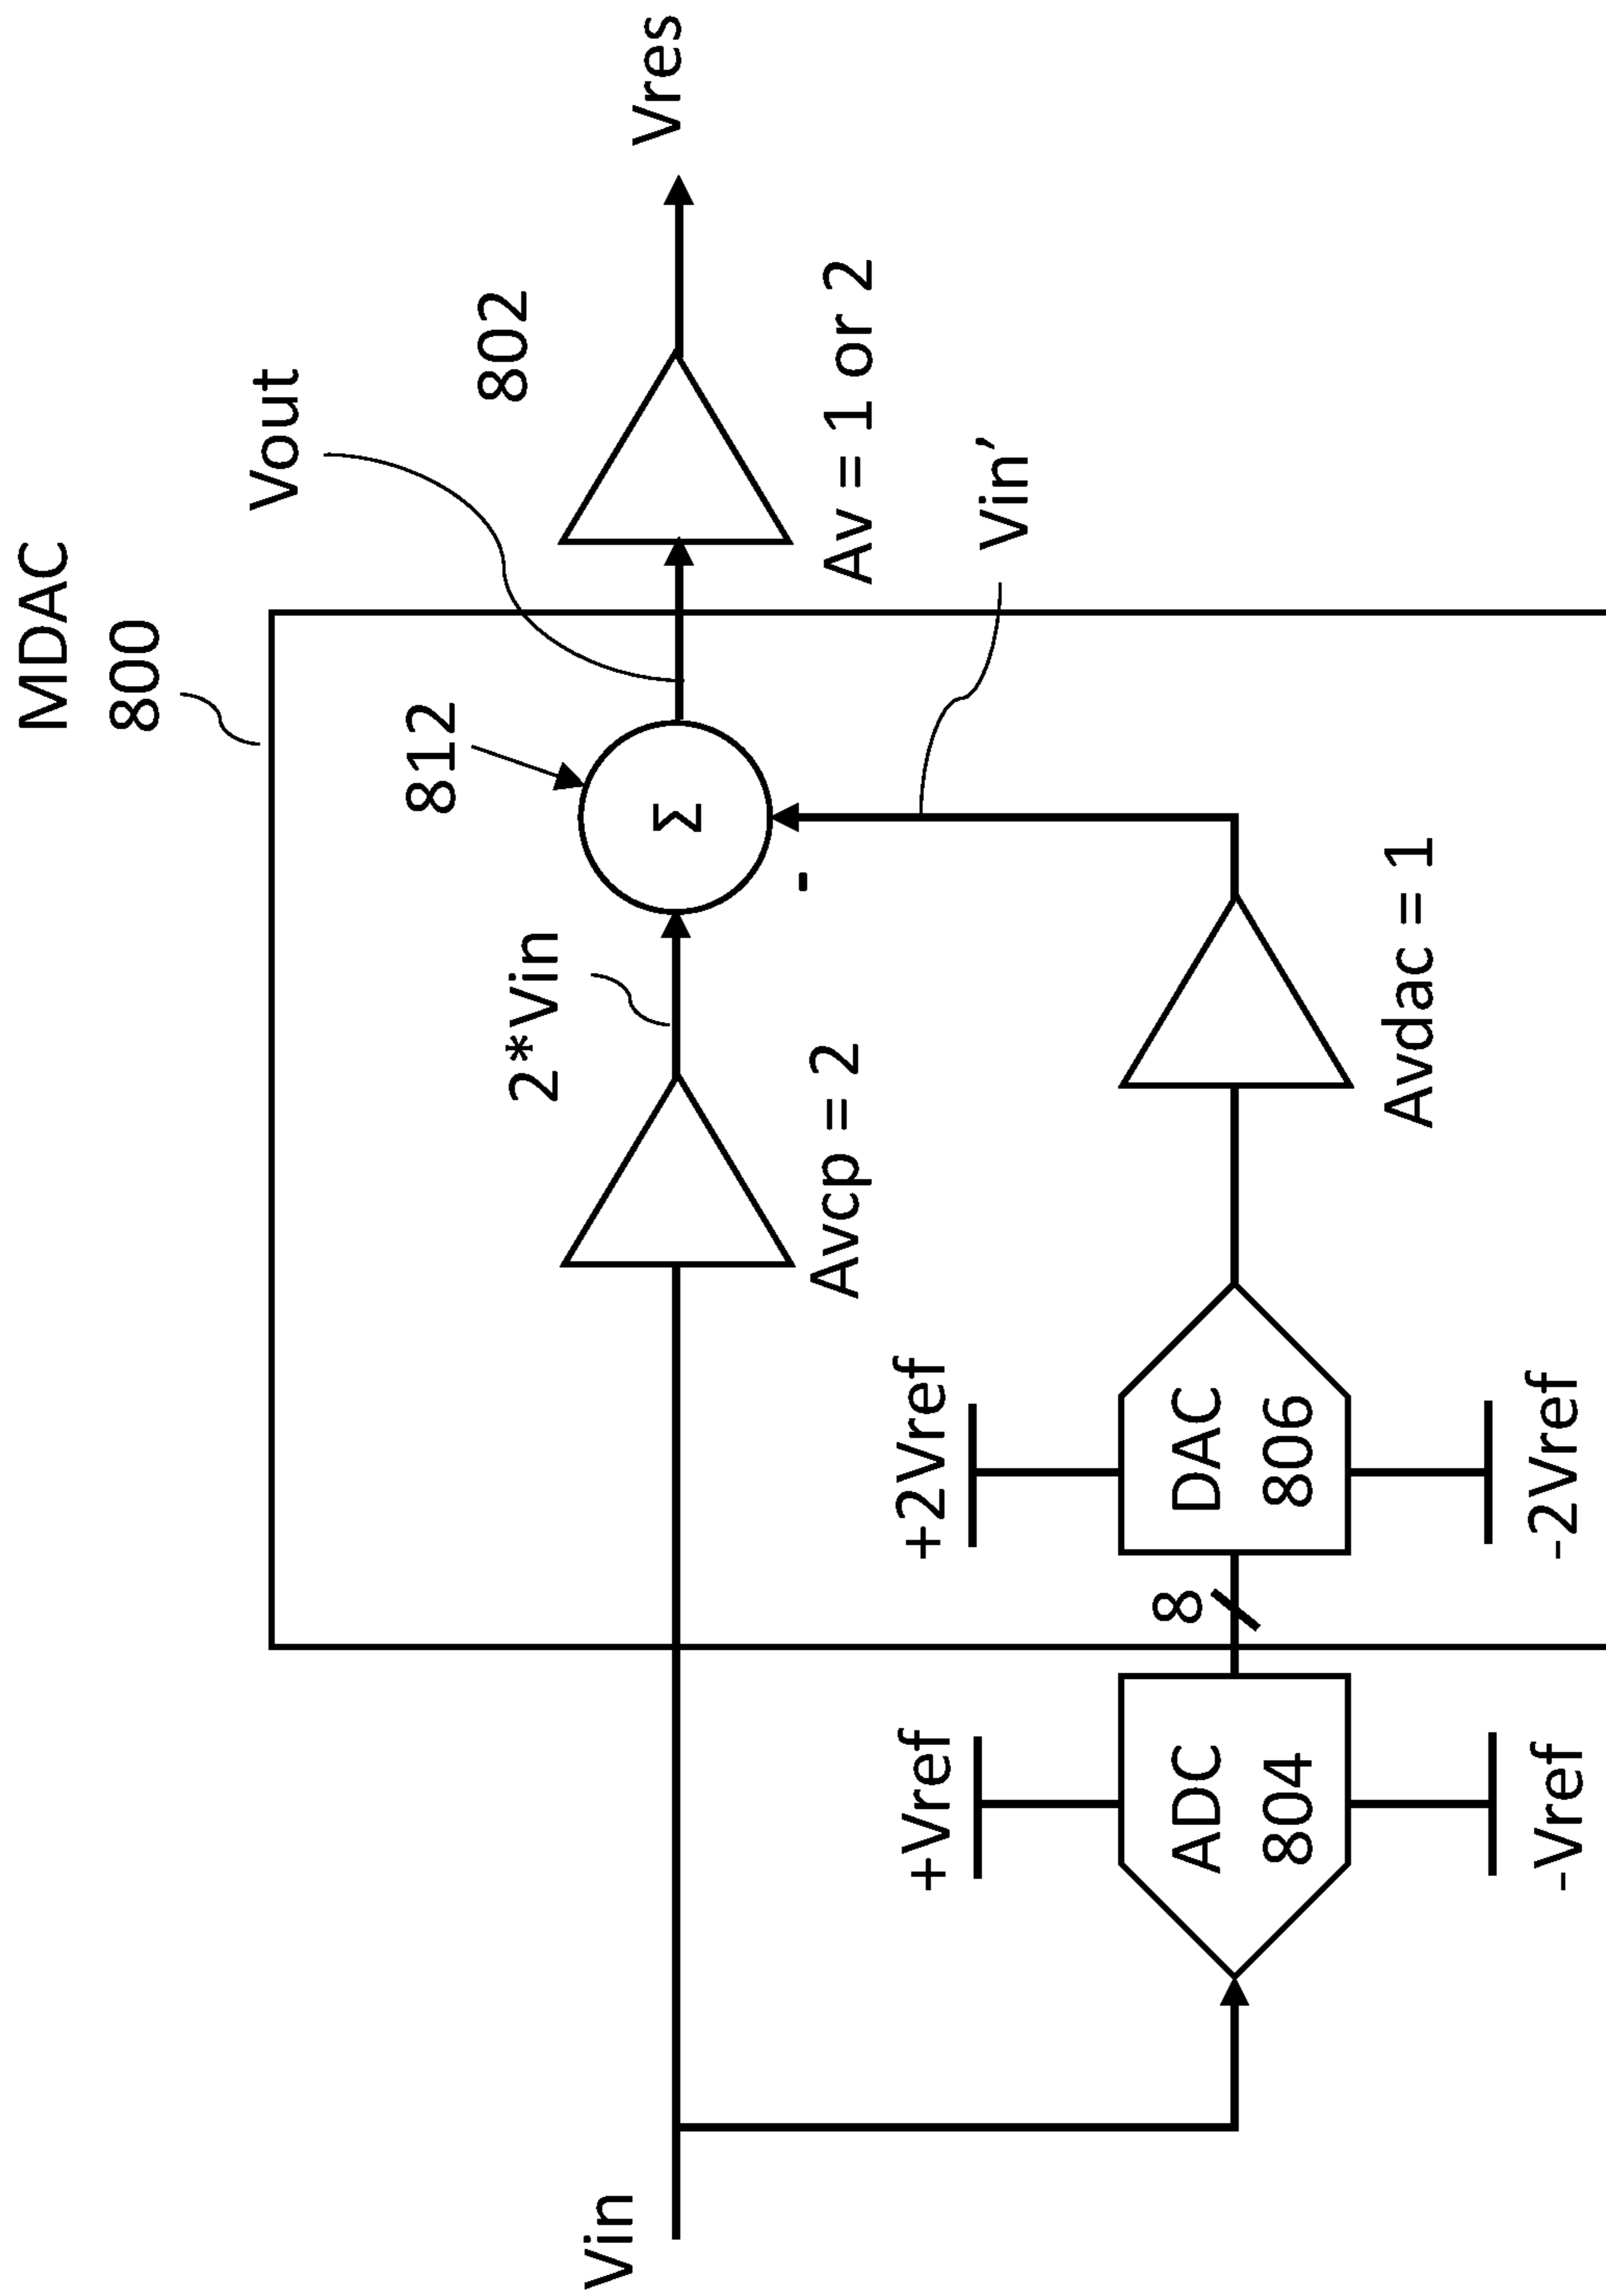 MDAC
800
Vout
812
802
Vres
2*Vin
Σ
Vin
Avcp = 2
-
Av = 1 or 2
Vin’
+Vref
+2Vref
8
ADC
804
DAC
806
Avdac = 1
-Vref
-2Vref